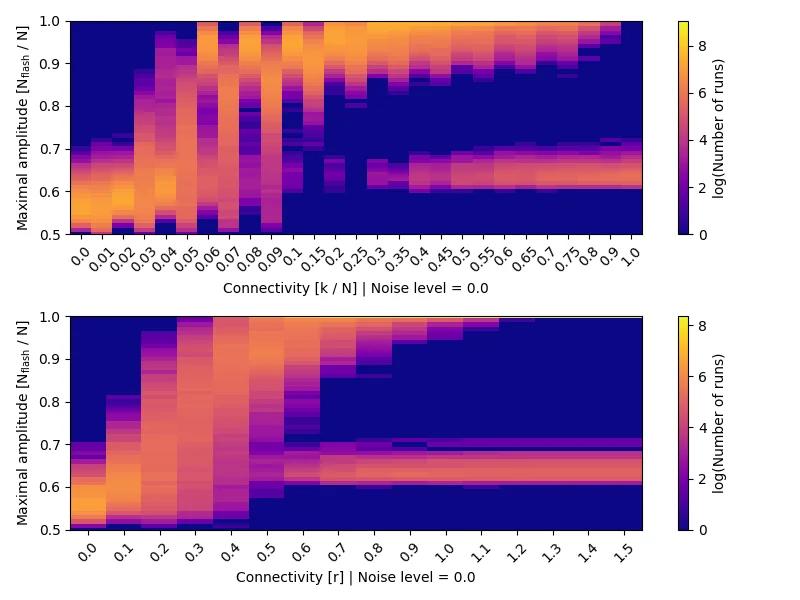 Maximal amplitude [N_flash / N]
1.0
0.9
0.8
0.7
0.6
0.5
0.0 0.01 0.02 0.03 0.04 0.05 0.06 0.07 0.08 0.09 0.1 0.15 0.2 0.25 0.3 0.35 0.4 0.45 0.5 0.55 0.6 0.65 0.7 0.75 0.8 0.9 1.0
Connectivity [k / N] | Noise level = 0.0
8
6
4
2
0
log(Number of runs)
Maximal amplitude [N_flash / N]
1.0
0.9
0.8
0.7
0.6
0.5
0.0 0.1 0.2 0.3 0.4 0.5 0.6 0.7 0.8 0.9 1.0 1.1 1.2 1.3 1.4 1.5
Connectivity [r] | Noise level = 0.0
8
6
4
2
0
log(Number of runs)